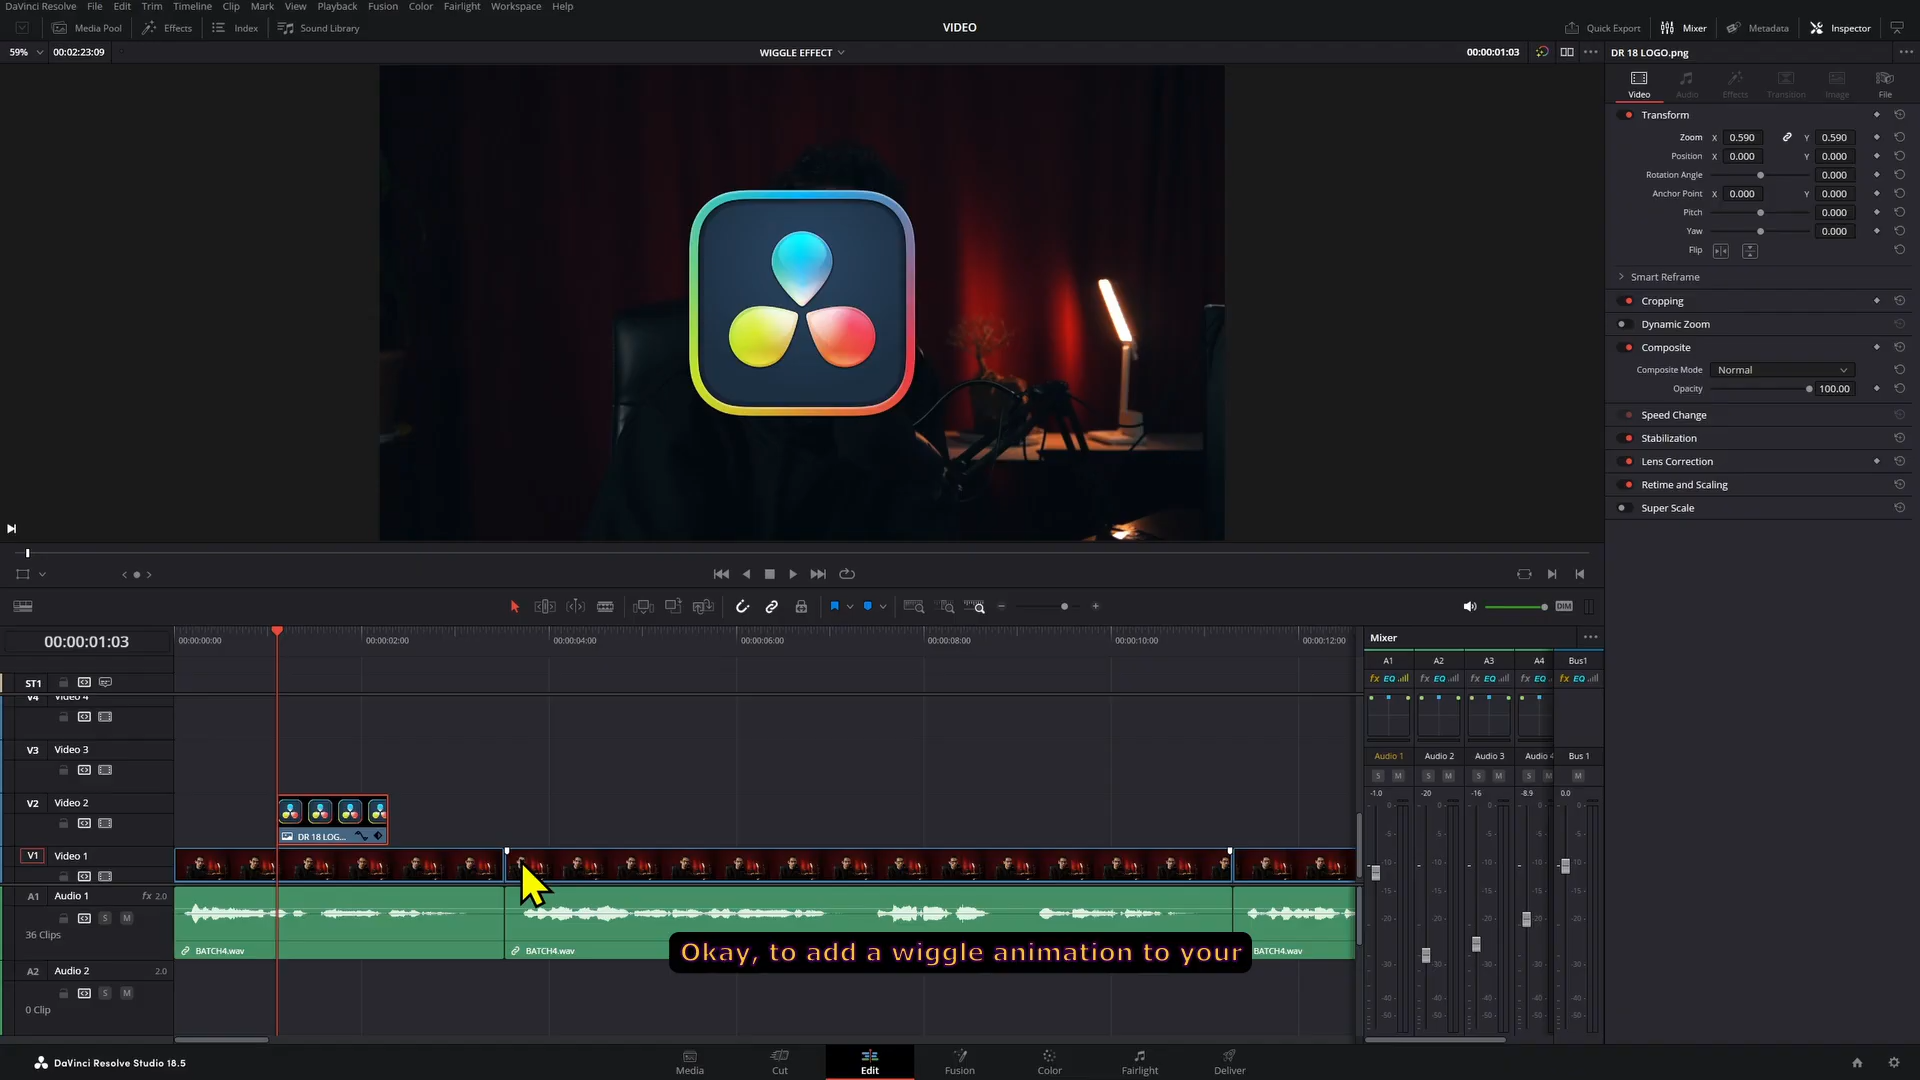 DaVinci Resolve File Edit Trim Timeline Clip Mark View Playback Fusion Color Fairlight Workspace Help
Media Pool Effects Index Sound Library VIDEO Quick Export Mixer Metadata Inspector
59% 00:02:23:09 WIGGLE EFFECT 00:00:01:03 DR 18 LOGO.png
Video Audio Effects Transition Image File
Transform
Zoom X 0.590 Y 0.590
Position X 0.000 Y 0.000
Rotation Angle 0.000
Anchor Point X 0.000 Y 0.000
Pitch 0.000
Yaw 0.000
Flip
Smart Reframe
Cropping
Dynamic Zoom
Composite
Composite Mode Normal
Opacity 100.00
Speed Change
Stabilization
Lens Correction
Retime and Scaling
Super Scale
DIM
00:00:01:03 00:00:00:00 00:00:02:00 00:00:04:00 00:00:06:00 00:00:08:00 00:00:10:00 00:00:12:00
ST1
V4 Video 4
V3 Video 3
V2 Video 2
DR 18 LOG...
V1 Video 1
A1 Audio 1 fx 2.0
S M
36 Clips
BATCH4.wav BATCH4.wav BATCH4.wav
Okay, to add a wiggle animation to your
A2 Audio 2 2.0
S M
0 Clip
Mixer
A1 A2 A3 A4 Bus1
fx EQ fx EQ fx EQ fx EQ fx EQ
Audio 1 Audio 2 Audio 3 Audio 4 Bus 1
S M S M S M S M M
-1.0 -20 -16 -8.9 0.0
DaVinci Resolve Studio 18.5
Media Cut Edit Fusion Color Fairlight Deliver